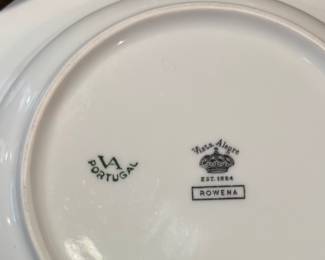 VA
PORTUGAL
Vista Alegre
EST. 1824
ROWENA